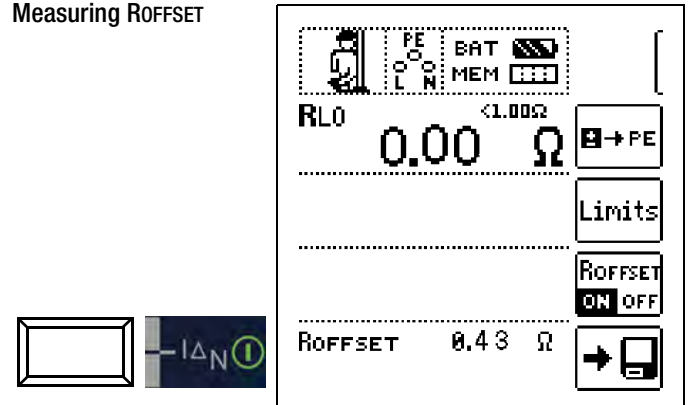 Measuring ROFFSET
PE
L N
BAT
MEM
RLO <1.00Ω
0.00 Ω
→PE
Limits
ROFFSET
ON OFF
ROFFSET 0.43 Ω
IΔN